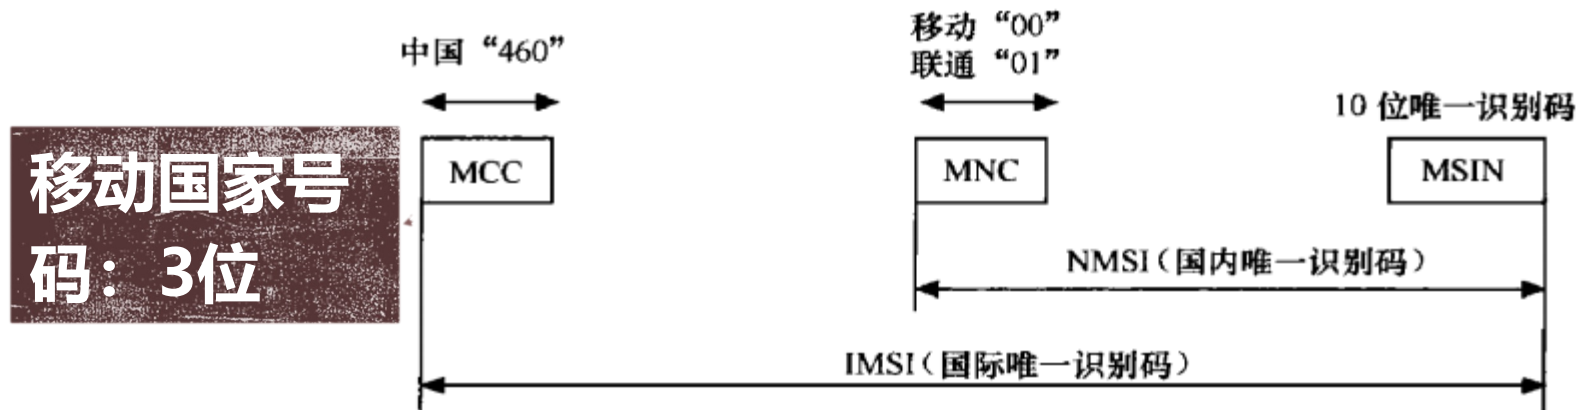 移动“00”
联通“01”
中国“460”
10 位唯一识别码
移动国家号
码：3位
MCC
MNC
MSIN
NMSI（国内唯一识别码）
IMSI（国际唯一识别码）